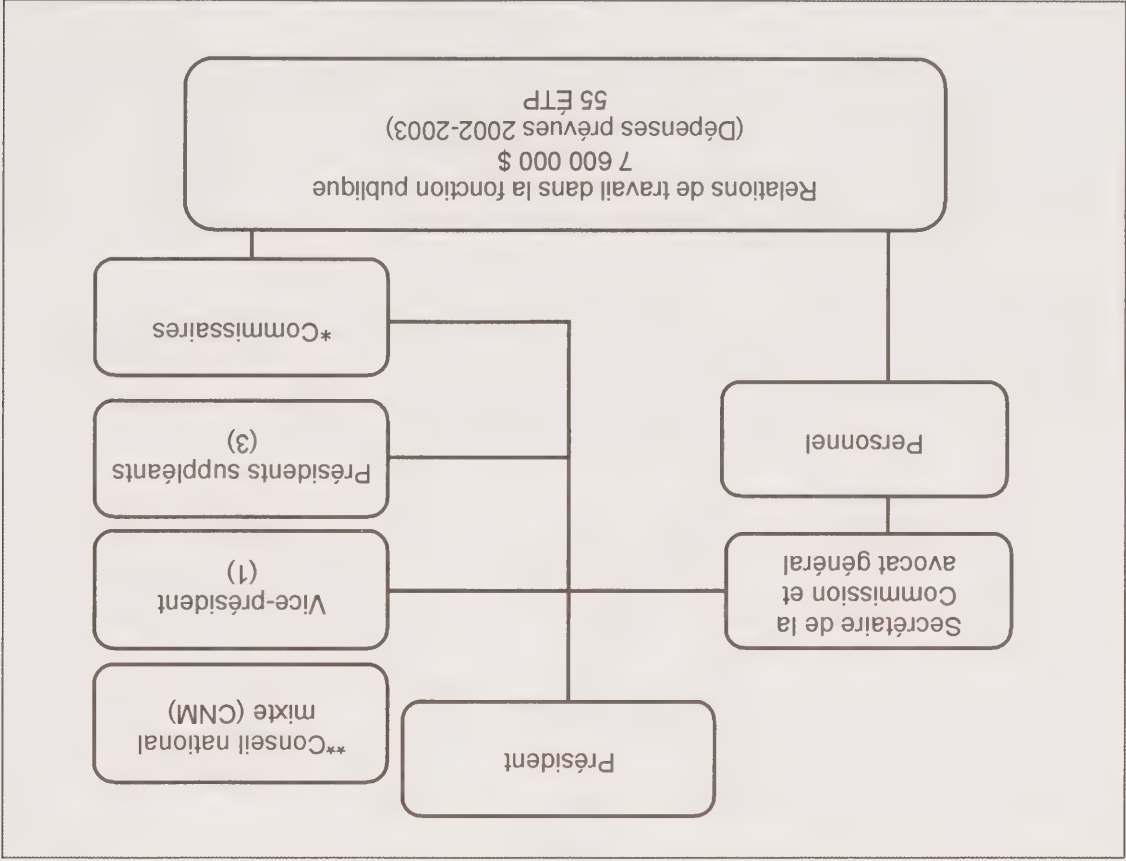 Président
**Conseil national
mixte (CNM)
Secrétaire de la
Commission et
avocat général
Vice-président
(1)
Présidents suppléants
(3)
Personnel
*Commissaires
Relations de travail dans la fonction publique
7 600 000 $
(Dépenses prévues 2002-2003)
55 ÉTP